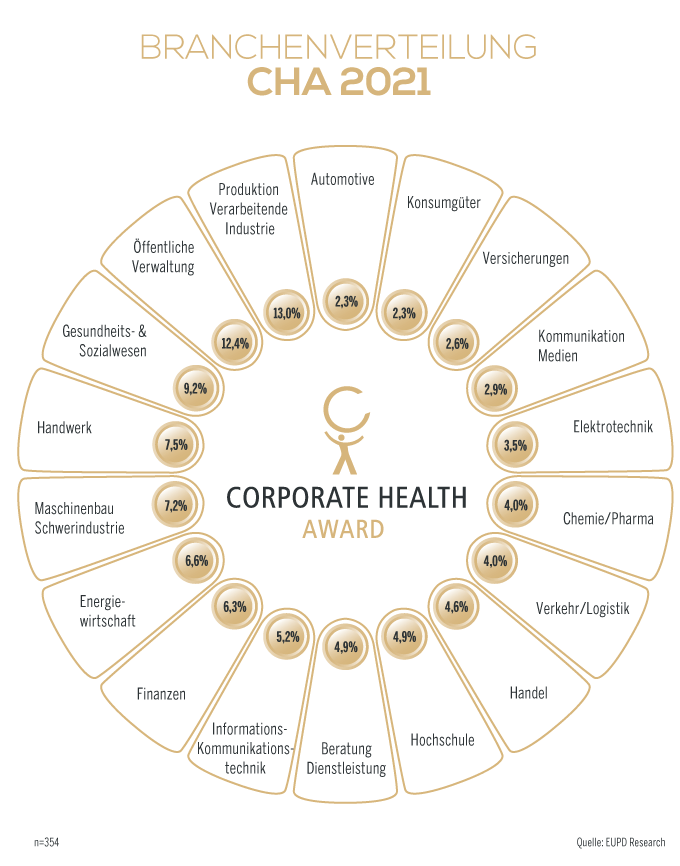 BRANCHENVERTEILUNG
CHA 2021
Automotive
2,3%
Konsumgüter
2,3%
Versicherungen
2,6%
Kommunikation
Medien
2,9%
Elektrotechnik
3,5%
Chemie/Pharma
4,0%
Verkehr/Logistik
4,0%
Handel
4,6%
Hochschule
4,9%
Beratung
Dienstleistung
4,9%
Informations-
Kommunikations-
technik
5,2%
Finanzen
6,3%
Energie-
wirtschaft
6,6%
Maschinenbau
Schwerindustrie
7,2%
Handwerk
7,5%
Gesundheits- &
Sozialwesen
9,2%
Öffentliche
Verwaltung
12,4%
Produktion
Verarbeitende
Industrie
13,0%
CORPORATE HEALTH
AWARD
n=354
Quelle: EUPD Research